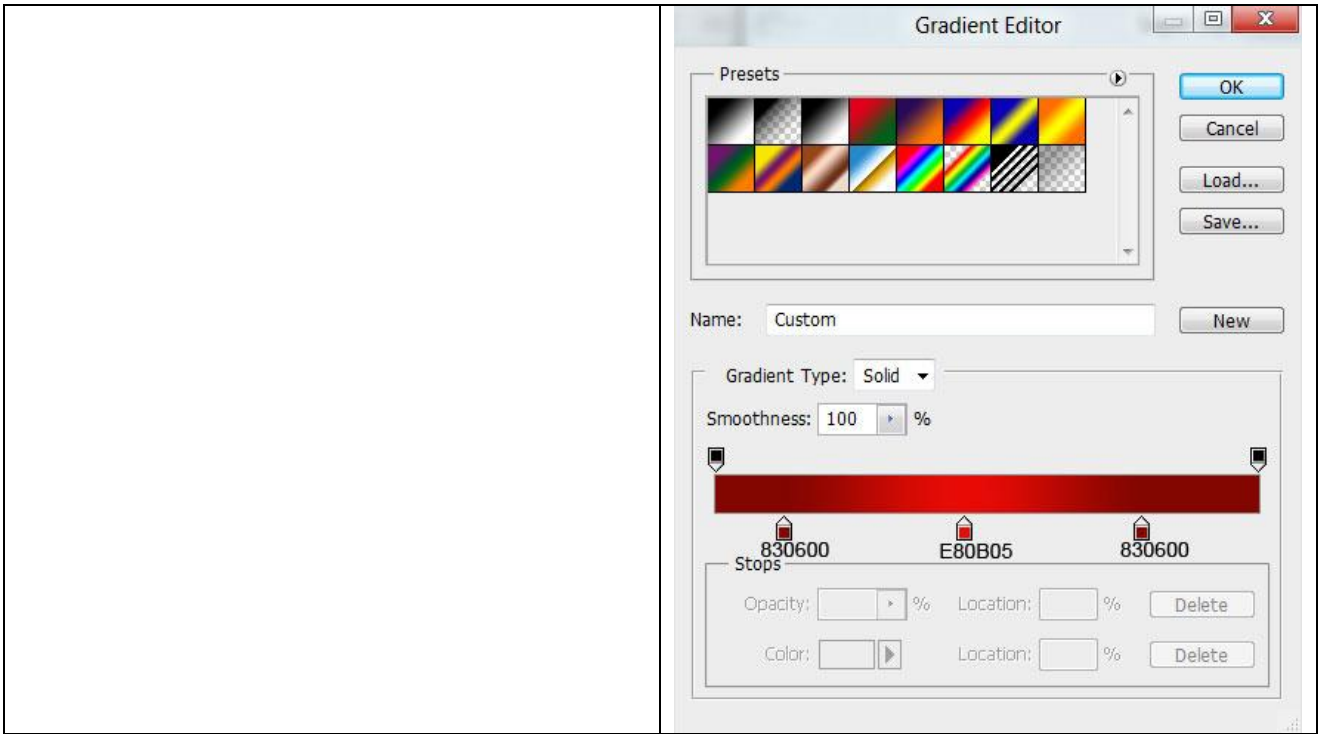 Gradient Editor
Presets
OK
Cancel
Load...
Save...
Name: Custom
New
Gradient Type: Solid
Smoothness: 100 %
830600 E80B05 830600
Stops
Opacity: % Location: % Delete
Color: Location: % Delete